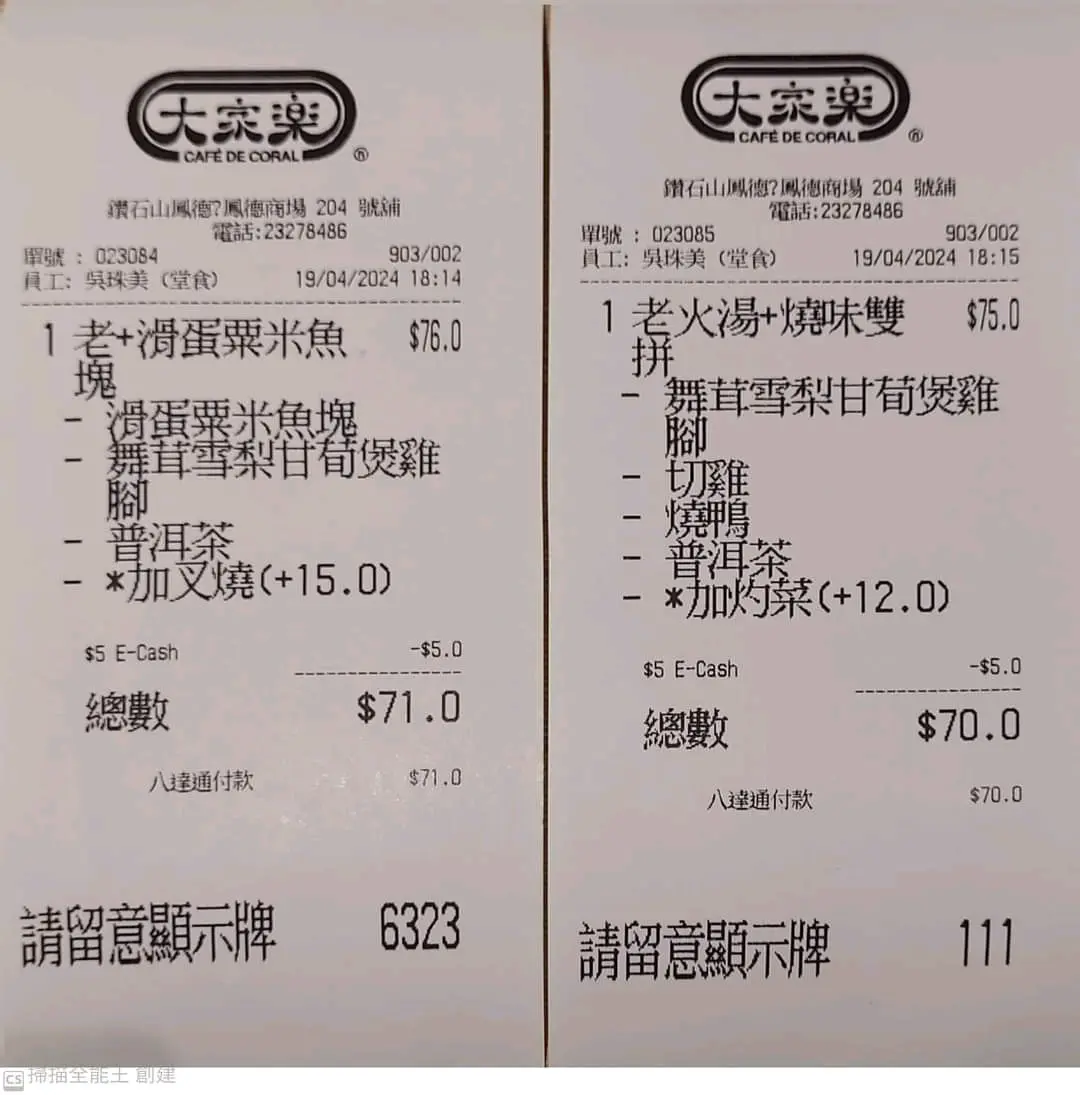 大家楽
CAFÉ DE CORAL
®
鑽石山鳳德?鳳德商場 204 號舖
電話:23278486
單號 : 023084 903/002
員工: 吳珠美 (堂食) 19/04/2024 18:14
1 老+滑蛋粟米魚 $76.0
塊
- 滑蛋粟米魚塊
- 舞茸雪梨甘荀煲雞
腳
- 普洱茶
- *加叉燒(+15.0)
$5 E-Cash -$5.0
總數 $71.0
八達通付款 $71.0
請留意顯示牌 6323
大家楽
CAFÉ DE CORAL
®
鑽石山鳳德?鳳德商場 204 號舖
電話:23278486
單號 : 023085 903/002
員工: 吳珠美 (堂食) 19/04/2024 18:15
1 老火湯+燒味雙 $75.0
拼
- 舞茸雪梨甘荀煲雞
腳
- 切雞
- 燒鴨
- 普洱茶
- *加灼菜(+12.0)
$5 E-Cash -$5.0
總數 $70.0
八達通付款 $70.0
請留意顯示牌 111
CS 掃描全能王 創建